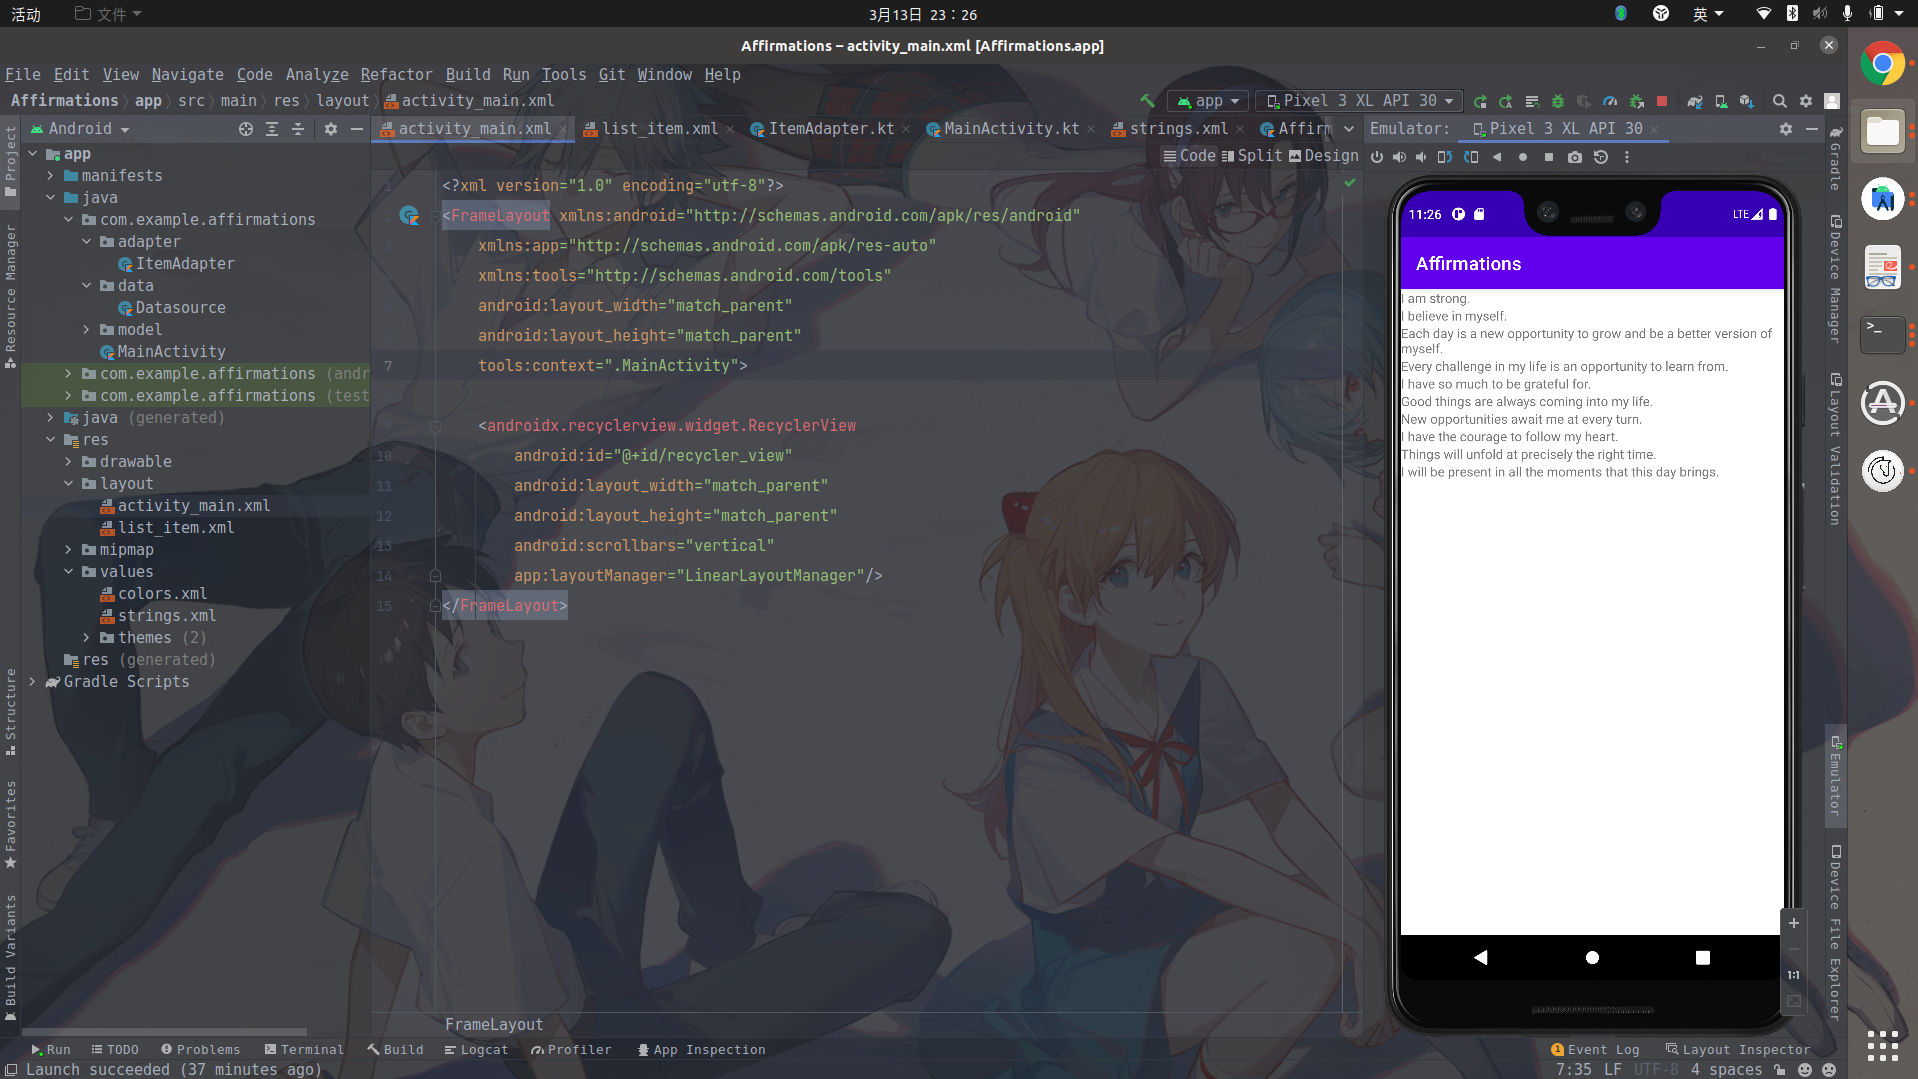 活动 文件 3月13日 23：26 英
Affirmations – activity_main.xml [Affirmations.app]
File Edit View Navigate Code Analyze Refactor Build Run Tools Git Window Help
Affirmations app src main res layout activity_main.xml app Pixel 3 XL API 30
Android activity_main.xml list_item.xml ItemAdapter.kt MainActivity.kt strings.xml Affirm Emulator: Pixel 3 XL API 30
Code Split Design
Project
Resource Manager
Structure
Favorites
Build Variants
app
manifests
java
com.example.affirmations
adapter
ItemAdapter
data
Datasource
model
MainActivity
com.example.affirmations (andr
com.example.affirmations (test
java (generated)
res
drawable
layout
activity_main.xml
list_item.xml
mipmap
values
colors.xml
strings.xml
themes (2)
res (generated)
Gradle Scripts
1 <?xml version="1.0" encoding="utf-8"?>
2 <FrameLayout xmlns:android="http://schemas.android.com/apk/res/android"
3 xmlns:app="http://schemas.android.com/apk/res-auto"
4 xmlns:tools="http://schemas.android.com/tools"
5 android:layout_width="match_parent"
6 android:layout_height="match_parent"
7 tools:context=".MainActivity">
8
9 <androidx.recyclerview.widget.RecyclerView
10 android:id="@+id/recycler_view"
11 android:layout_width="match_parent"
12 android:layout_height="match_parent"
13 android:scrollbars="vertical"
14 app:layoutManager="LinearLayoutManager"/>
15 </FrameLayout>
FrameLayout
11:26 LTE
Affirmations
I am strong.
I believe in myself.
Each day is a new opportunity to grow and be a better version of
myself.
Every challenge in my life is an opportunity to learn from.
I have so much to be grateful for.
Good things are always coming into my life.
New opportunities await me at every turn.
I have the courage to follow my heart.
Things will unfold at precisely the right time.
I will be present in all the moments that this day brings.
1:1
Gradle
Device Manager
Layout Validation
Emulator
Device File Explorer
Run TODO Problems Terminal Build Logcat Profiler App Inspection 1 Event Log Layout Inspector
Launch succeeded (37 minutes ago) 7:35 LF UTF-8 4 spaces